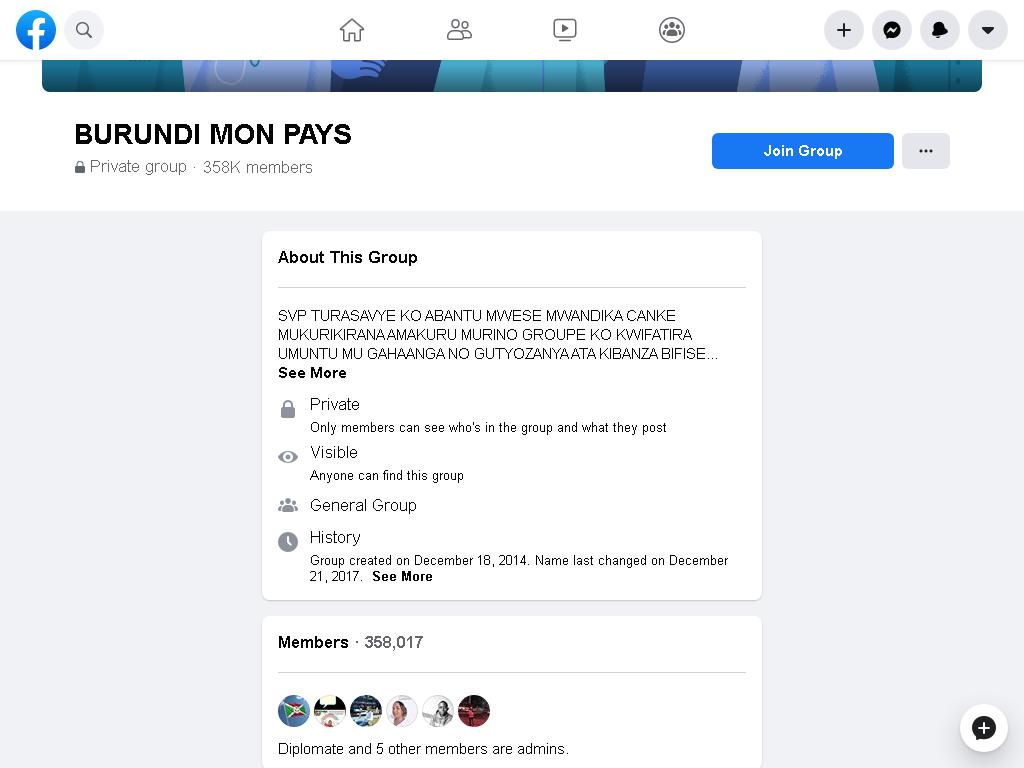 BURUNDI MON PAYS
Private group · 358K members
Join Group
About This Group
SVP TURASAVYE KO ABANTU MWESE MWANDIKA CANKE
MUKURIKIRANA AMAKURU MURINO GROUPE KO KWIFATIRA
UMUNTU MU GAHAANGA NO GUTYOZANYA ATA KIBANZA BIFISE...
See More
Private
Only members can see who's in the group and what they post
Visible
Anyone can find this group
General Group
History
Group created on December 18, 2014. Name last changed on December
21, 2017. See More
Members · 358,017
Diplomate and 5 other members are admins.